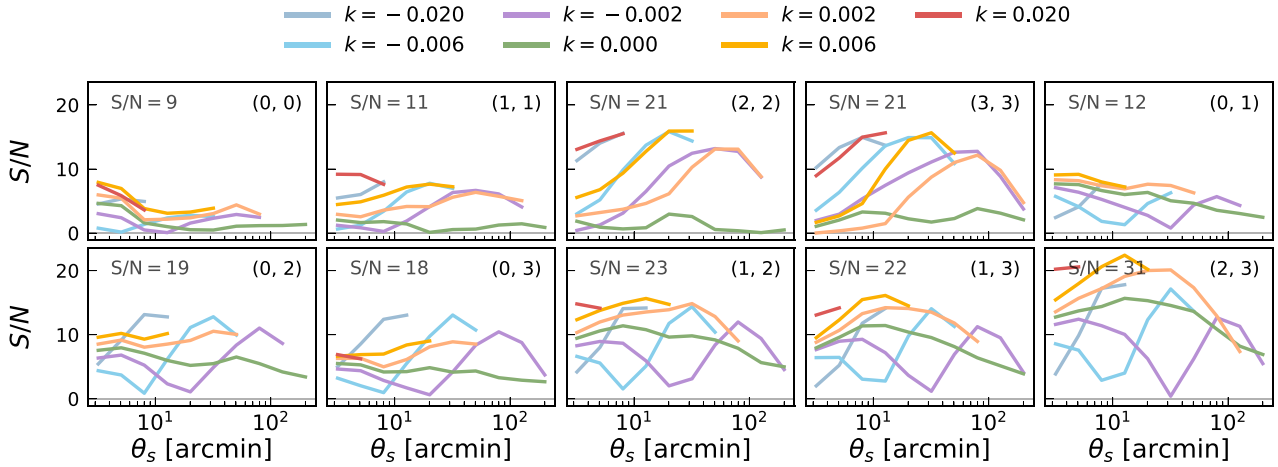 k = −0.020 k = −0.002 k = 0.002 k = 0.020
k = −0.006 k = 0.000 k = 0.006
S/N = 9 (0, 0) S/N = 11 (1, 1) S/N = 21 (2, 2) S/N = 21 (3, 3) S/N = 12 (0, 1)
20
10
0
S/N
S/N = 19 (0, 2) S/N = 18 (0, 3) S/N = 23 (1, 2) S/N = 22 (1, 3) S/N = 31 (2, 3)
20
10
0
S/N
10¹ 10² 10¹ 10² 10¹ 10² 10¹ 10² 10¹ 10²
θₛ [arcmin] θₛ [arcmin] θₛ [arcmin] θₛ [arcmin] θₛ [arcmin]